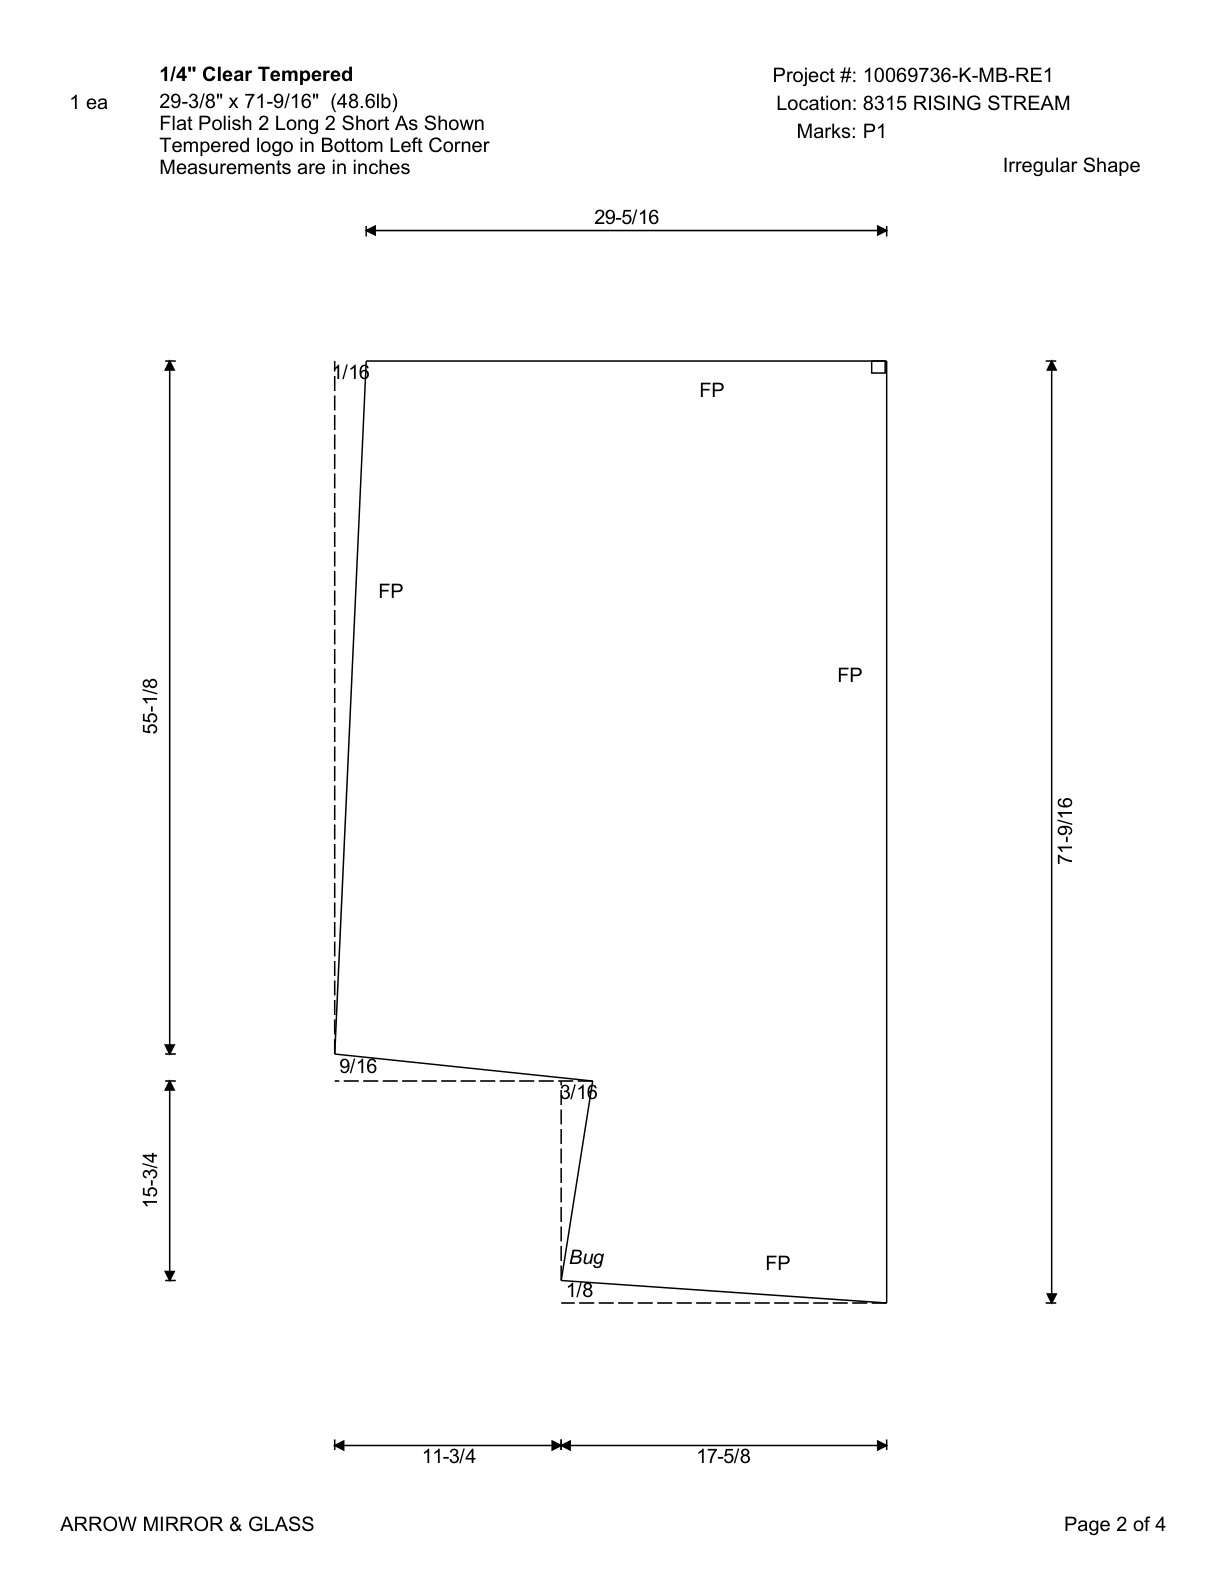 1/4" Clear Tempered
1 ea
29-3/8" x 71-9/16" (48.6lb)
Flat Polish 2 Long 2 Short As Shown
Tempered logo in Bottom Left Corner
Measurements are in inches
Project #: 10069736-K-MB-RE1
Location: 8315 RISING STREAM
Marks: P1
Irregular Shape
29-5/16
1/16
FP
FP
FP
55-1/8
71-9/16
9/16
3/16
15-3/4
Bug
FP
1/8
11-3/4
17-5/8
ARROW MIRROR & GLASS
Page 2 of 4